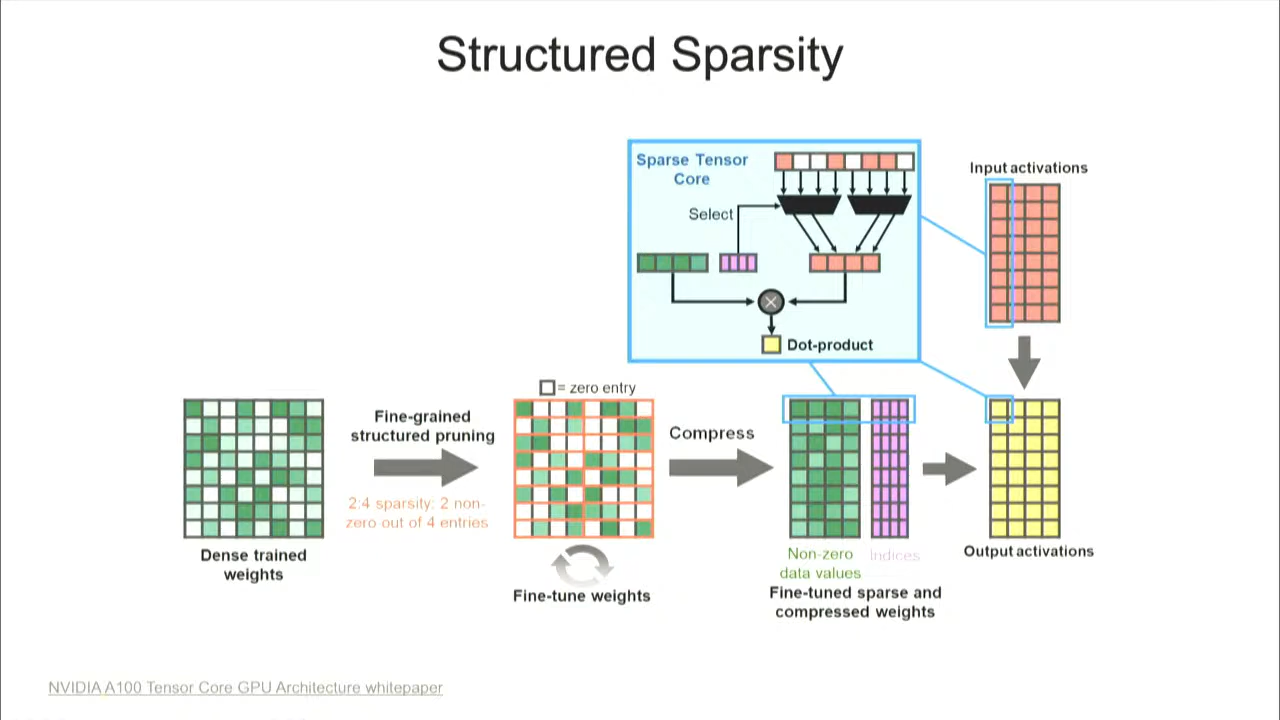 Structured Sparsity
Sparse Tensor
Core
Select
Dot-product
Input activations
= zero entry
Fine-grained
structured pruning
2:4 sparsity: 2 non-
zero out of 4 entries
Compress
Dense trained
weights
Fine-tune weights
Non-zero
data values
Indices
Fine-tuned sparse and
compressed weights
Output activations
NVIDIA A100 Tensor Core GPU Architecture whitepaper